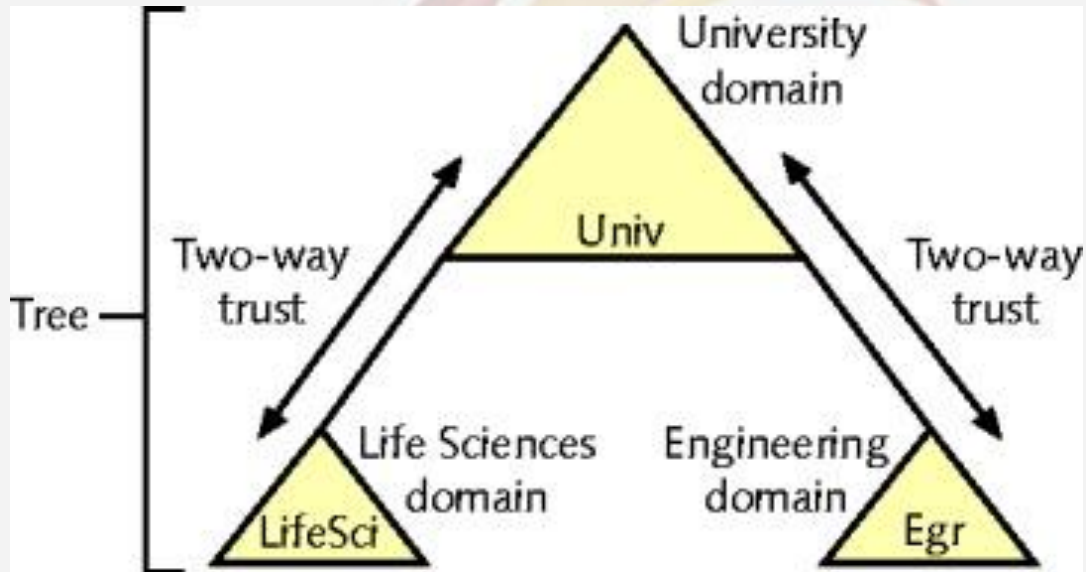 University
domain
Univ
Two-way
trust
Two-way
trust
Tree
Life Sciences
domain
Engineering
domain
LifeSci
Egr